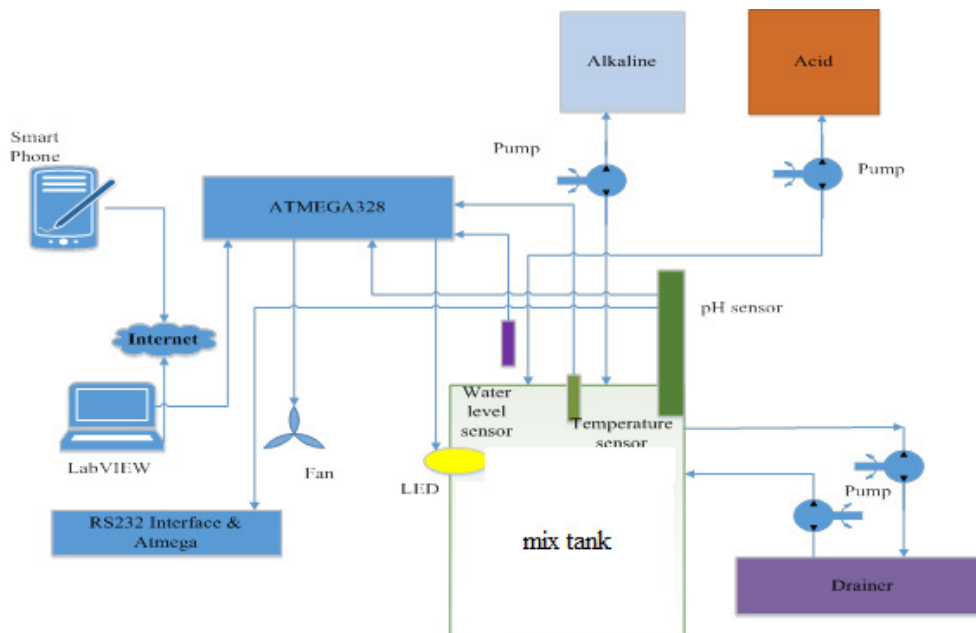 Alkaline
Acid
Smart
Phone
Pump
Pump
ATMEGA328
pH sensor
Internet
Water
level
sensor
Temperature
sensor
LabVIEW
Fan
LED
Pump
RS232 Interface &
Atmega
mix tank
Drainer